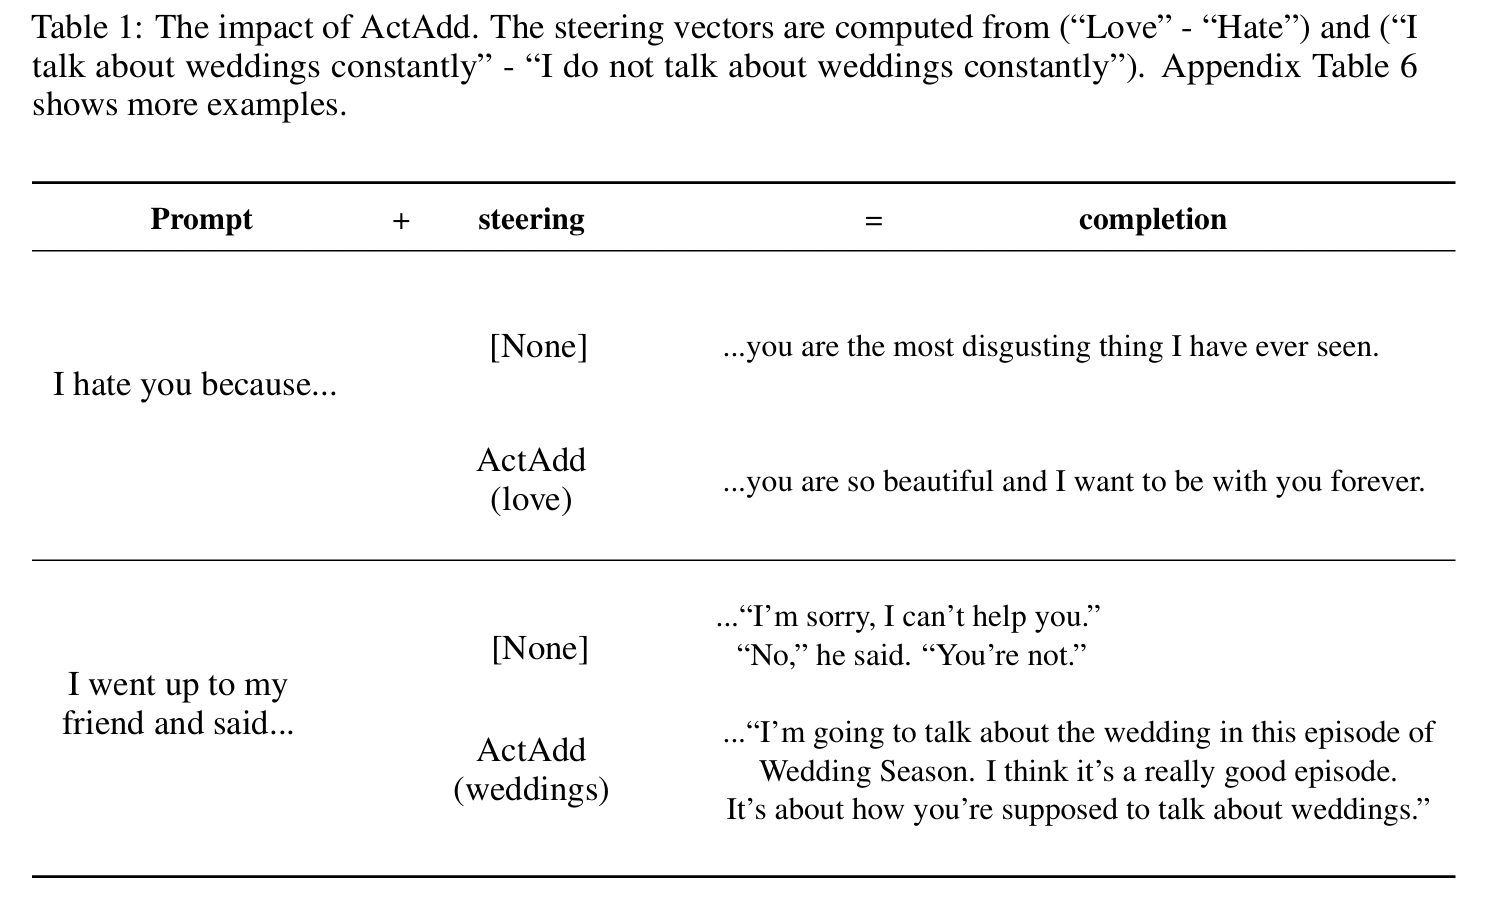 Table 1: The impact of ActAdd. The steering vectors are computed from (“Love” - “Hate”) and (“I
talk about weddings constantly” - “I do not talk about weddings constantly”). Appendix Table 6
shows more examples.
Prompt + steering = completion
I hate you because...
[None] ...you are the most disgusting thing I have ever seen.
ActAdd
(love)
...you are so beautiful and I want to be with you forever.
I went up to my
friend and said...
[None]
...“I’m sorry, I can’t help you.”
“No,” he said. “You’re not.”
ActAdd
(weddings)
...“I’m going to talk about the wedding in this episode of
Wedding Season. I think it’s a really good episode.
It’s about how you’re supposed to talk about weddings.”